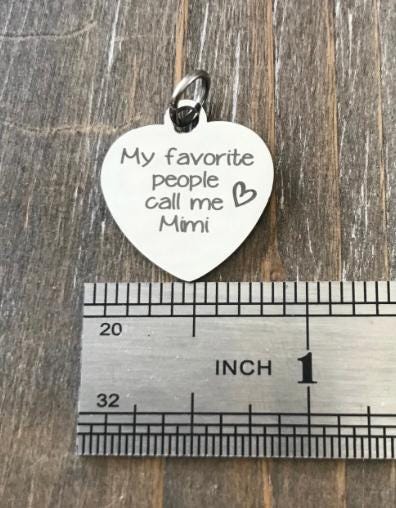 My favorite
people
call me
Mimi
20
INCH 1
32